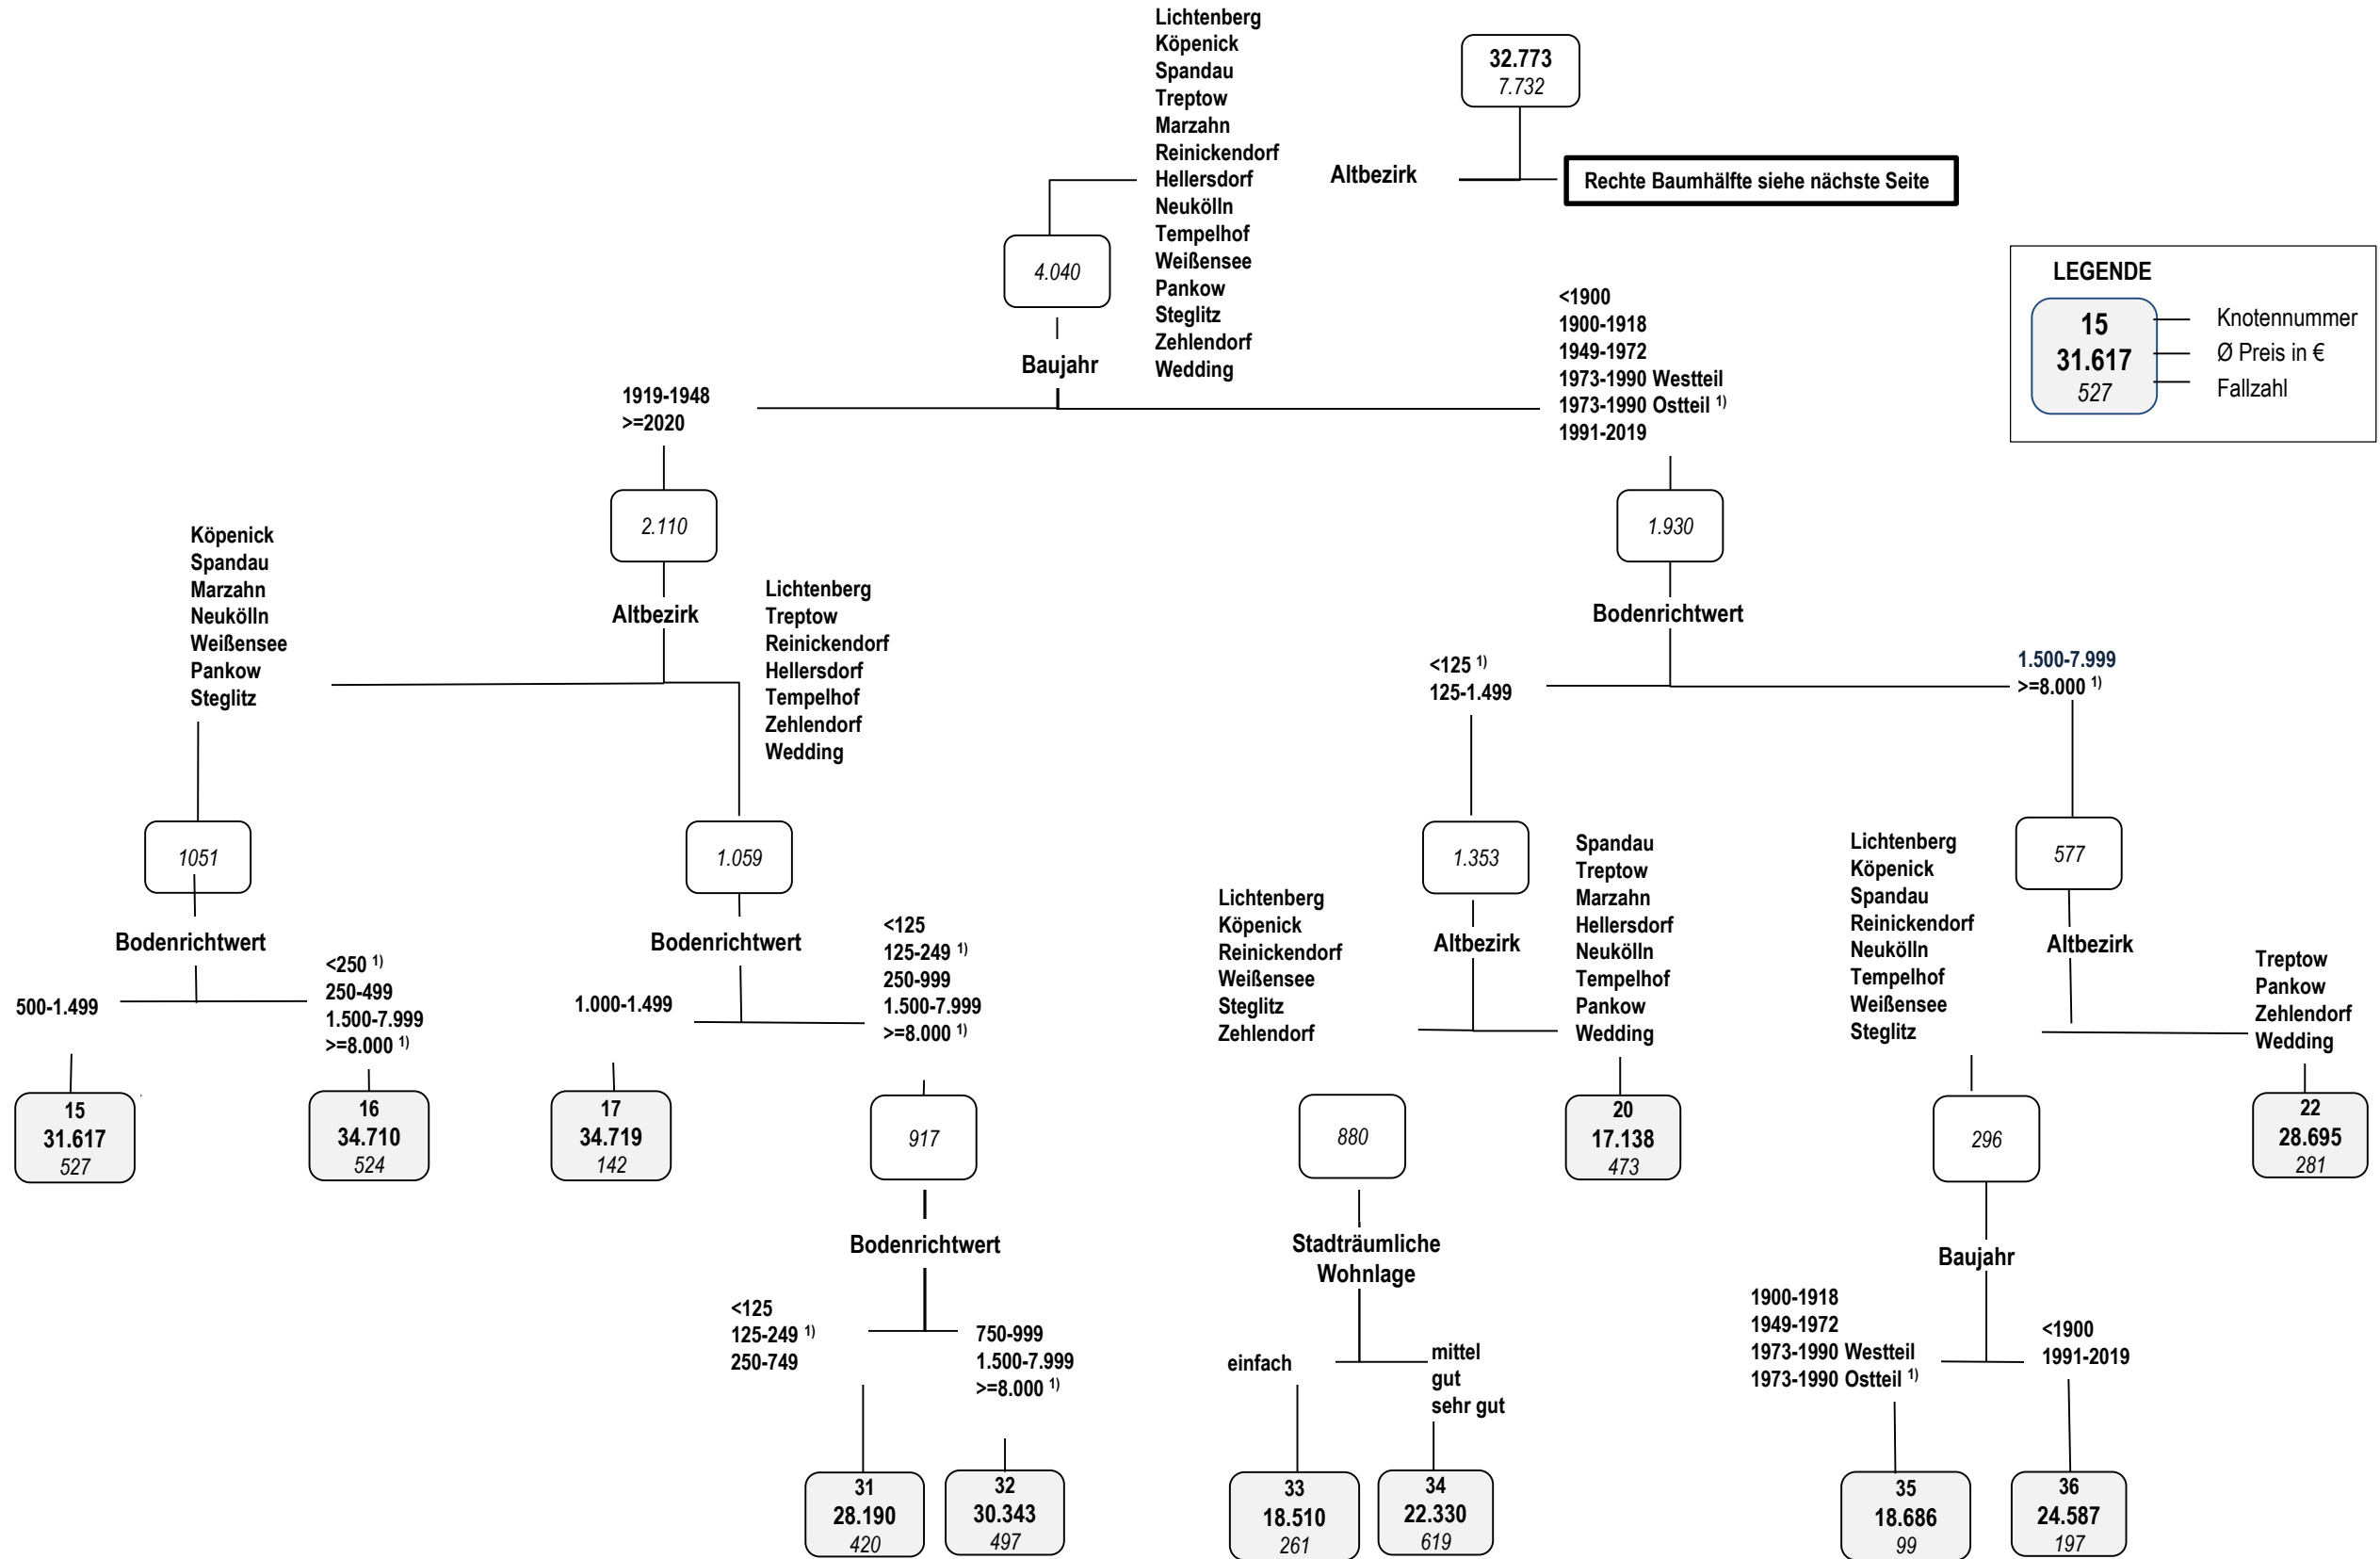 32.773
7.732
Altbezirk
Rechte Baumhälfte siehe nächste Seite
Lichtenberg
Köpenick
Spandau
Treptow
Marzahn
Reinickendorf
Hellersdorf
Neukölln
Tempelhof
Weißensee
Pankow
Steglitz
Zehlendorf
Wedding
LEGENDE
15
31.617
527
Knotennummer
Ø Preis in €
Fallzahl
4.040
Baujahr
1919-1948
>=2020
<1900
1900-1918
1949-1972
1973-1990 Westteil
1973-1990 Ostteil 1)
1991-2019
2.110
Altbezirk
Köpenick
Spandau
Marzahn
Neukölln
Weißensee
Pankow
Steglitz
Lichtenberg
Treptow
Reinickendorf
Hellersdorf
Tempelhof
Zehlendorf
Wedding
1.930
Bodenrichtwert
<125 1)
125-1.499
1.500-7.999
>=8.000 1)
1051
Bodenrichtwert
500-1.499
<250 1)
250-499
1.500-7.999
>=8.000 1)
1.059
Bodenrichtwert
1.000-1.499
<125
125-249 1)
250-999
1.500-7.999
>=8.000 1)
1.353
Altbezirk
Lichtenberg
Köpenick
Reinickendorf
Weißensee
Steglitz
Zehlendorf
Spandau
Treptow
Marzahn
Hellersdorf
Neukölln
Tempelhof
Pankow
Wedding
577
Altbezirk
Lichtenberg
Köpenick
Spandau
Reinickendorf
Neukölln
Tempelhof
Weißensee
Steglitz
Treptow
Pankow
Zehlendorf
Wedding
15
31.617
527
16
34.710
524
17
34.719
142
917
880
20
17.138
473
296
22
28.695
281
Bodenrichtwert
<125
125-249 1)
250-749
750-999
1.500-7.999
>=8.000 1)
Stadträumliche
Wohnlage
einfach
mittel
gut
sehr gut
Baujahr
1900-1918
1949-1972
1973-1990 Westteil
1973-1990 Ostteil 1)
<1900
1991-2019
31
28.190
420
32
30.343
497
33
18.510
261
34
22.330
619
35
18.686
99
36
24.587
197